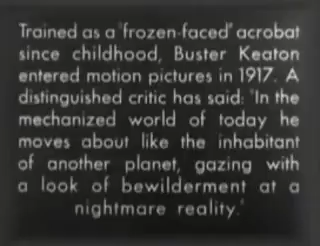 Trained as a "frozen-faced" acrobat
since childhood, Buster Keaton
entered motion pictures in 1917. A
distinguished critic has said: 'In the
mechanized world of today he
moves about like the inhabitant
of another planet, gazing with
a look of bewilderment at a
nightmare reality.'